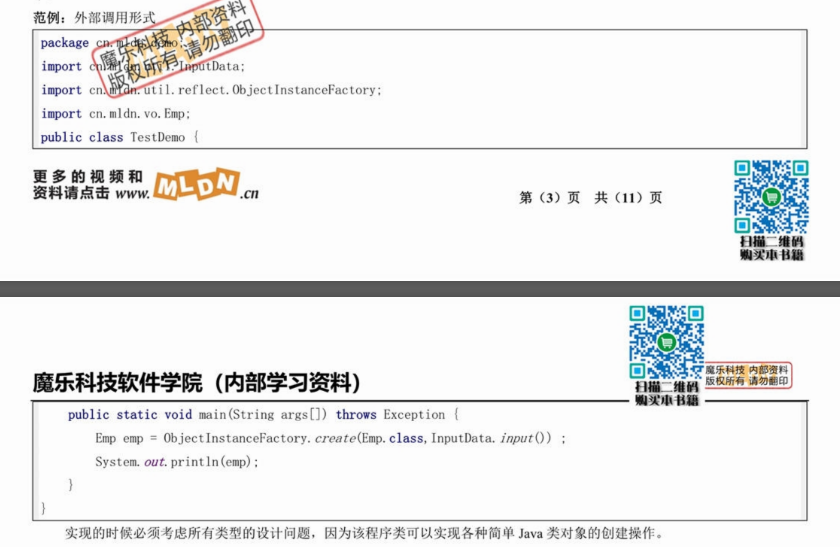 范例：外部调用形式
魔乐科技 内部资料
版权所有 请勿翻印
package cn.mldn.demo;
import cn.mldn.util.InputData;
import cn.mldn.util.reflect.ObjectInstanceFactory;
import cn.mldn.vo.Emp;
public class TestDemo {
更多的视频和
资料请点击 www.MLDN.cn
第（3）页 共（11）页
扫描二维码
购买本书籍
魔乐科技软件学院（内部学习资料）
扫描二维码
购买本书籍
魔乐科技 内部资料
版权所有 请勿翻印
public static void main(String args[]) throws Exception {
Emp emp = ObjectInstanceFactory.create(Emp.class,InputData.input()) ;
System.out.println(emp);
}
}
实现的时候必须考虑所有类型的设计问题，因为该程序类可以实现各种简单 Java 类对象的创建操作。